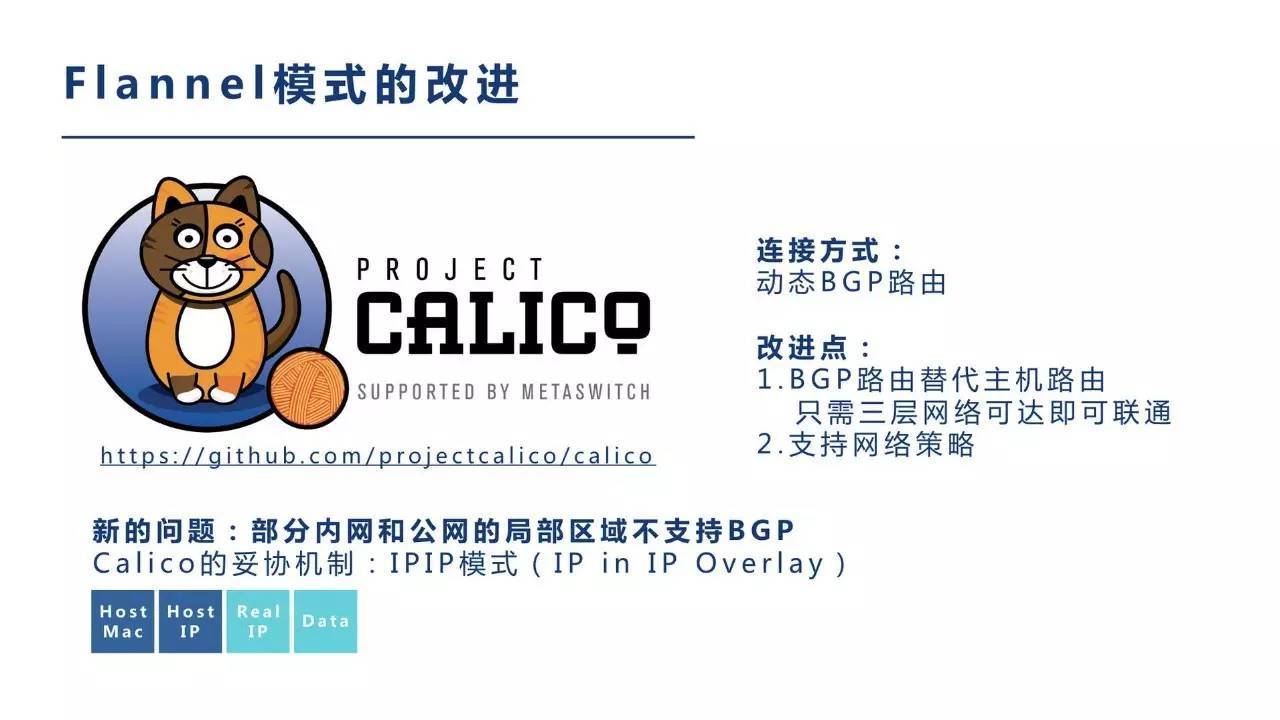 Flannel模式的改进
PROJECT
CALICO
SUPPORTED BY METASWITCH
https://github.com/projectcalico/calico
连接方式：
动态BGP路由
改进点：
1.BGP路由替代主机路由
只需三层网络可达即可联通
2.支持网络策略
新的问题：部分内网和公网的局部区域不支持BGP
Calico的妥协机制：IPIP模式（IP in IP Overlay）
Host Host Real Data
Mac IP IP